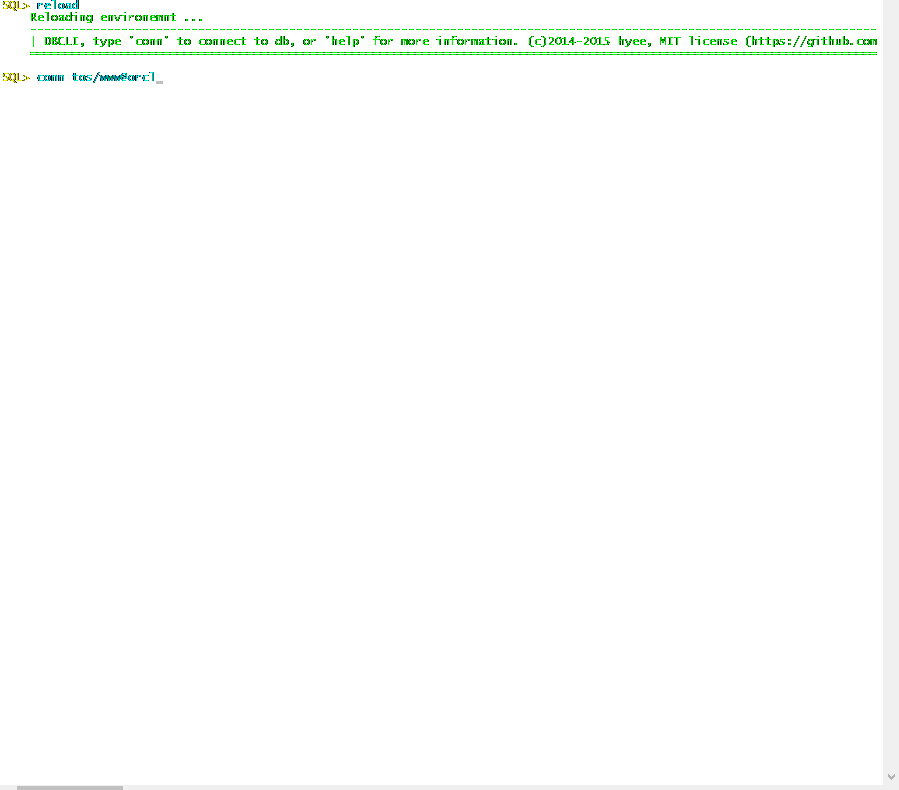 SQL> reload
Reloading environemnt ...
| DBCLI, type 'conn' to connect to db, or 'help' for more information. (c)2014-2015 hyee, MIT license (https://github.com
SQL> conn tos/www@orcl_